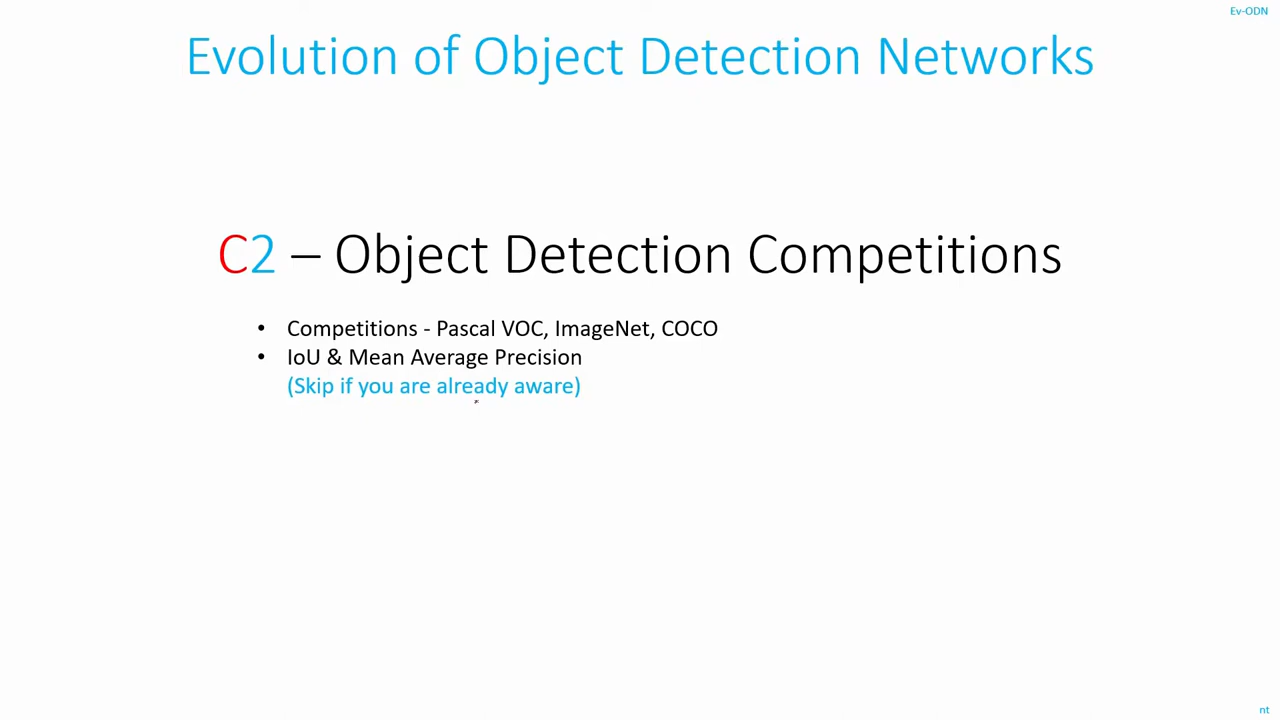 Ev-ODN
Evolution of Object Detection Networks
C2 – Object Detection Competitions
• Competitions - Pascal VOC, ImageNet, COCO
• IoU & Mean Average Precision
(Skip if you are already aware)
nt